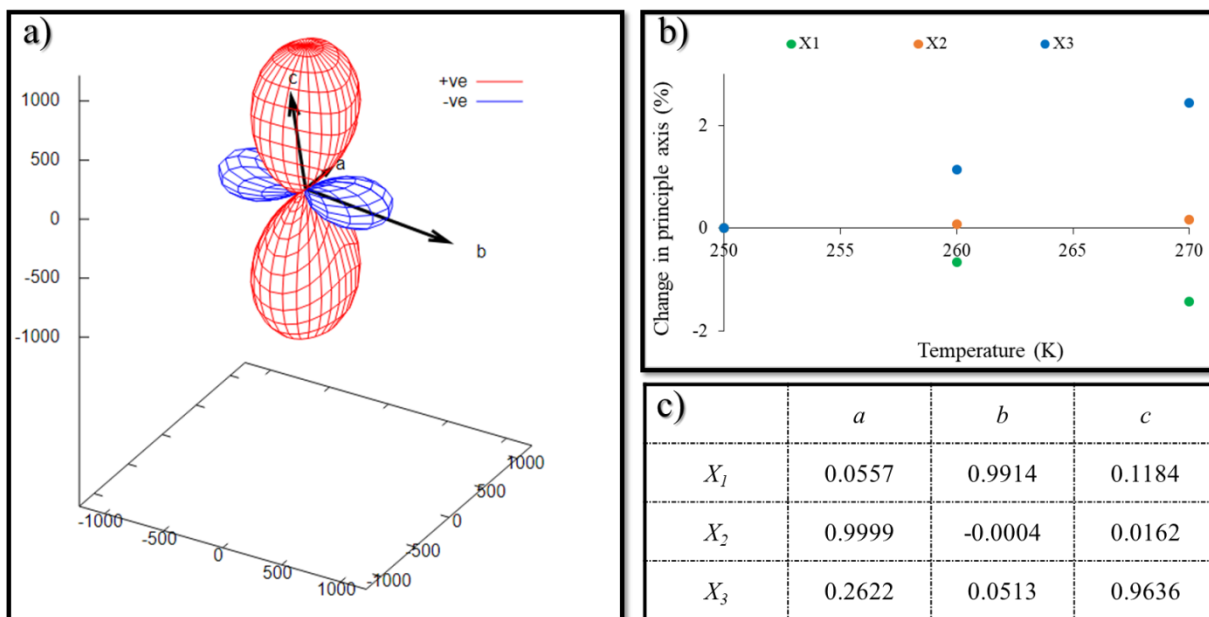 a)
c
+ve
-ve
a
b
1000
500
0
-500
-1000
-1000
-500
0
500
1000
-1000
-500
0
500
1000
b)
X1 X2 X3
Change in principle axis (%)
2
0
-2
250 255 260 265 270
Temperature (K)
c)
a b c
X1 0.0557 0.9914 0.1184
X2 0.9999 -0.0004 0.0162
X3 0.2622 0.0513 0.9636